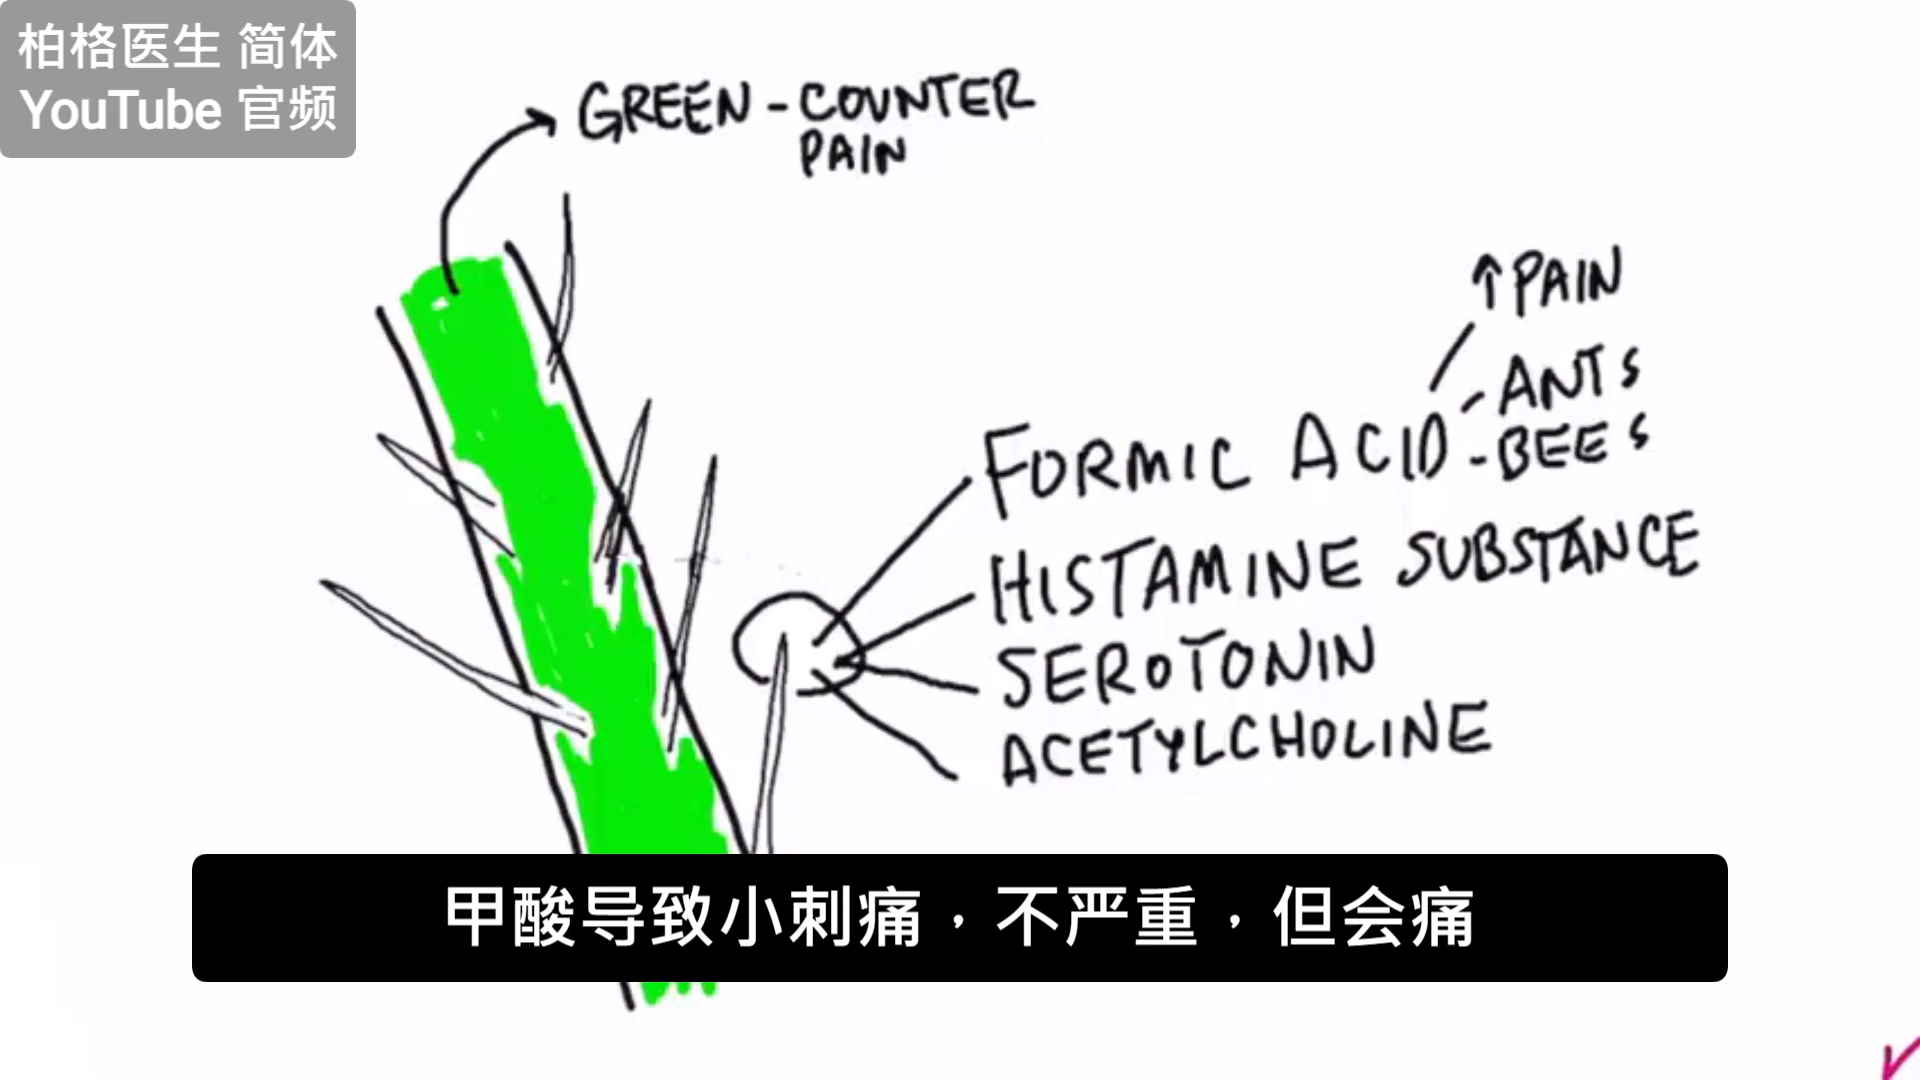 柏格医生 简体
YouTube 官频
GREEN-COUNTER
PAIN
↑PAIN
-ANTS
FORMIC ACID -BEES
HISTAMINE SUBSTANCE
SEROTONIN
ACETYLCHOLINE
甲酸导致小刺痛，不严重，但会痛